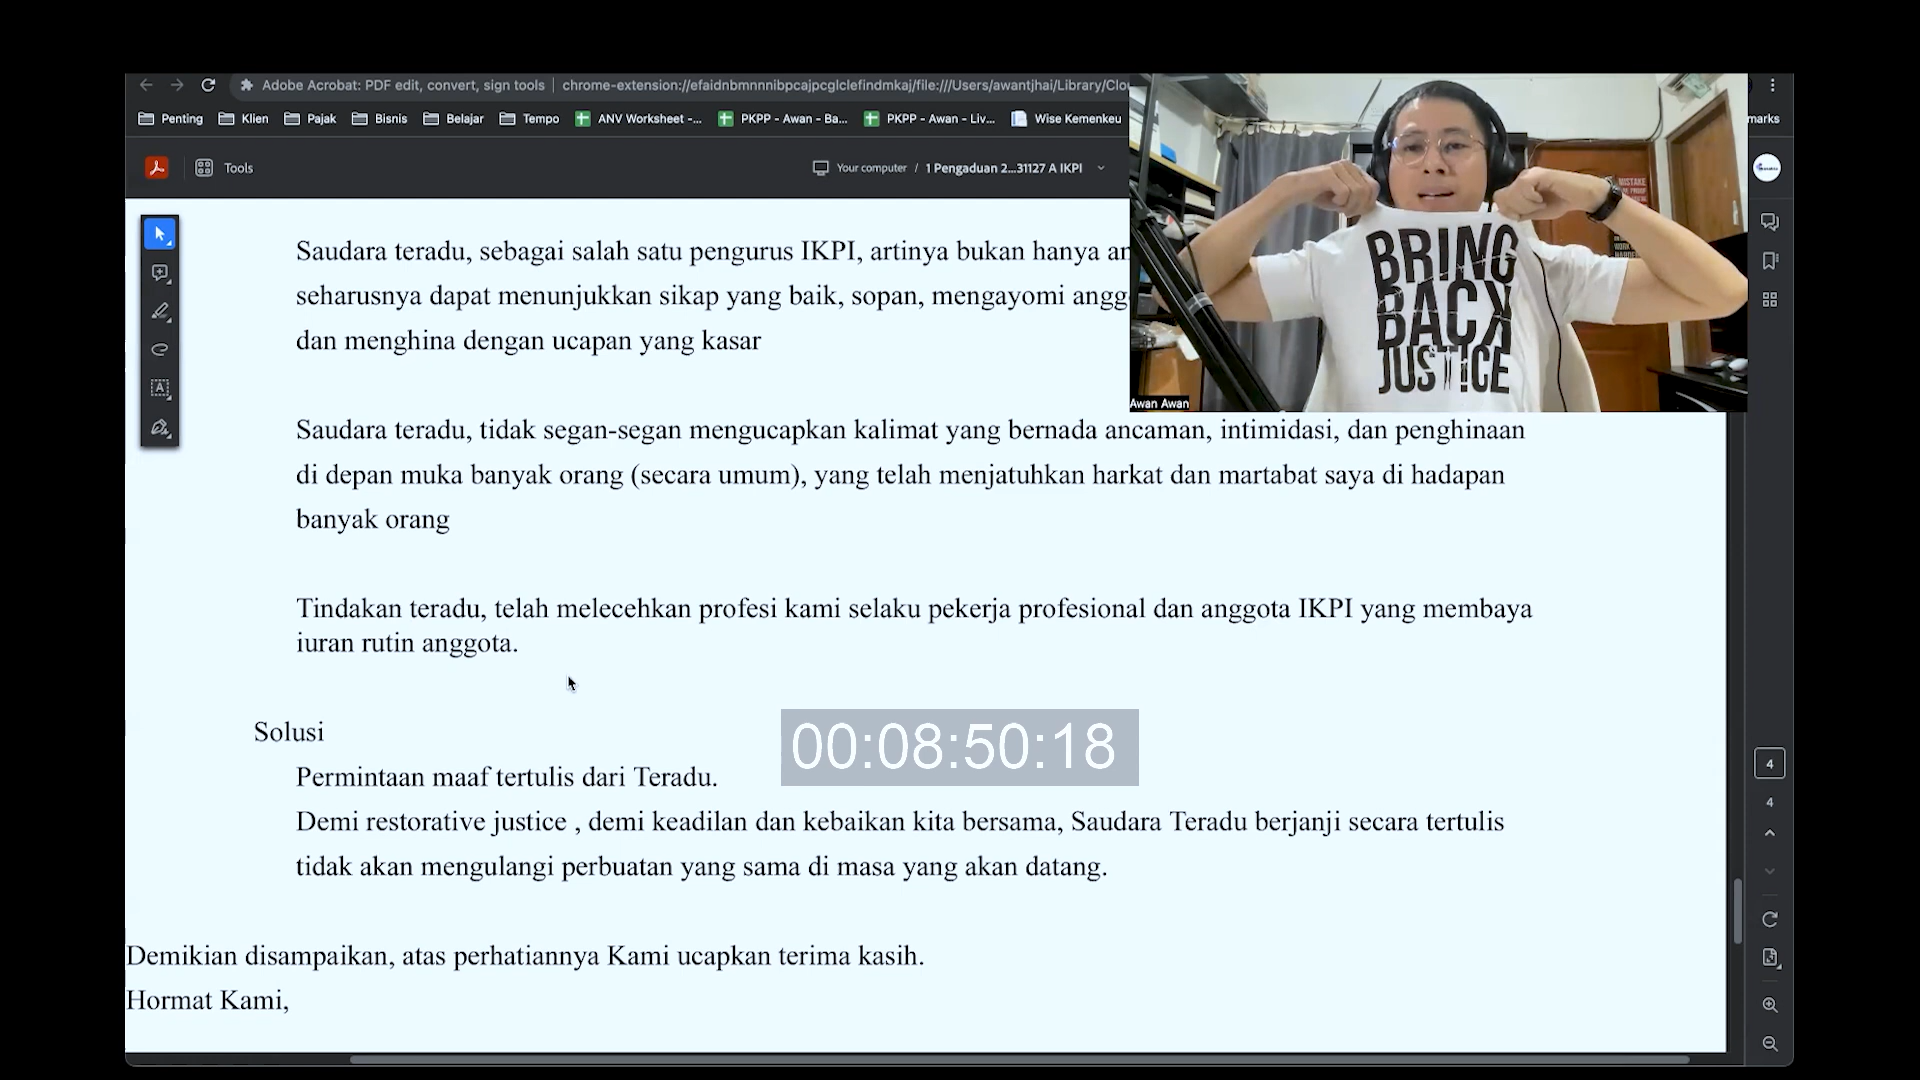 Adobe Acrobat: PDF edit, convert, sign tools | chrome-extension://efaidnbmnnnibpcajpcglclefindmkaj/file:///Users/awantjhai/Library/Clou
Penting Klien Pajak Bisnis Belajar Tempo ANV Worksheet -... PKPP - Awan - Ba... PKPP - Awan - Liv... Wise Kemenkeu marks
Tools
Your computer / 1 Pengaduan 2...31127 A IKPI
MISTAKE
BRING
BACK
JUSTICE
Awan Awan
Saudara teradu, sebagai salah satu pengurus IKPI, artinya bukan hanya an
seharusnya dapat menunjukkan sikap yang baik, sopan, mengayomi angg
dan menghina dengan ucapan yang kasar
Saudara teradu, tidak segan-segan mengucapkan kalimat yang bernada ancaman, intimidasi, dan penghinaan
di depan muka banyak orang (secara umum), yang telah menjatuhkan harkat dan martabat saya di hadapan
banyak orang
Tindakan teradu, telah melecehkan profesi kami selaku pekerja profesional dan anggota IKPI yang membaya
iuran rutin anggota.
Solusi
00:08:50:18
Permintaan maaf tertulis dari Teradu.
Demi restorative justice , demi keadilan dan kebaikan kita bersama, Saudara Teradu berjanji secara tertulis
tidak akan mengulangi perbuatan yang sama di masa yang akan datang.
Demikian disampaikan, atas perhatiannya Kami ucapkan terima kasih.
Hormat Kami,
4
4